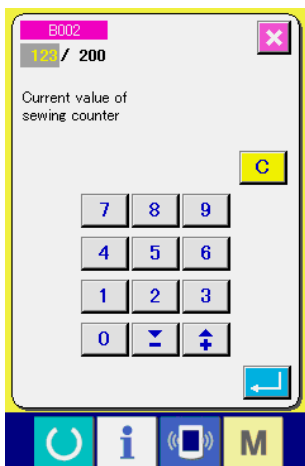 B002
123/ 200
Current value of
sewing counter
C
7 8 9
4 5 6
1 2 3
0
i M